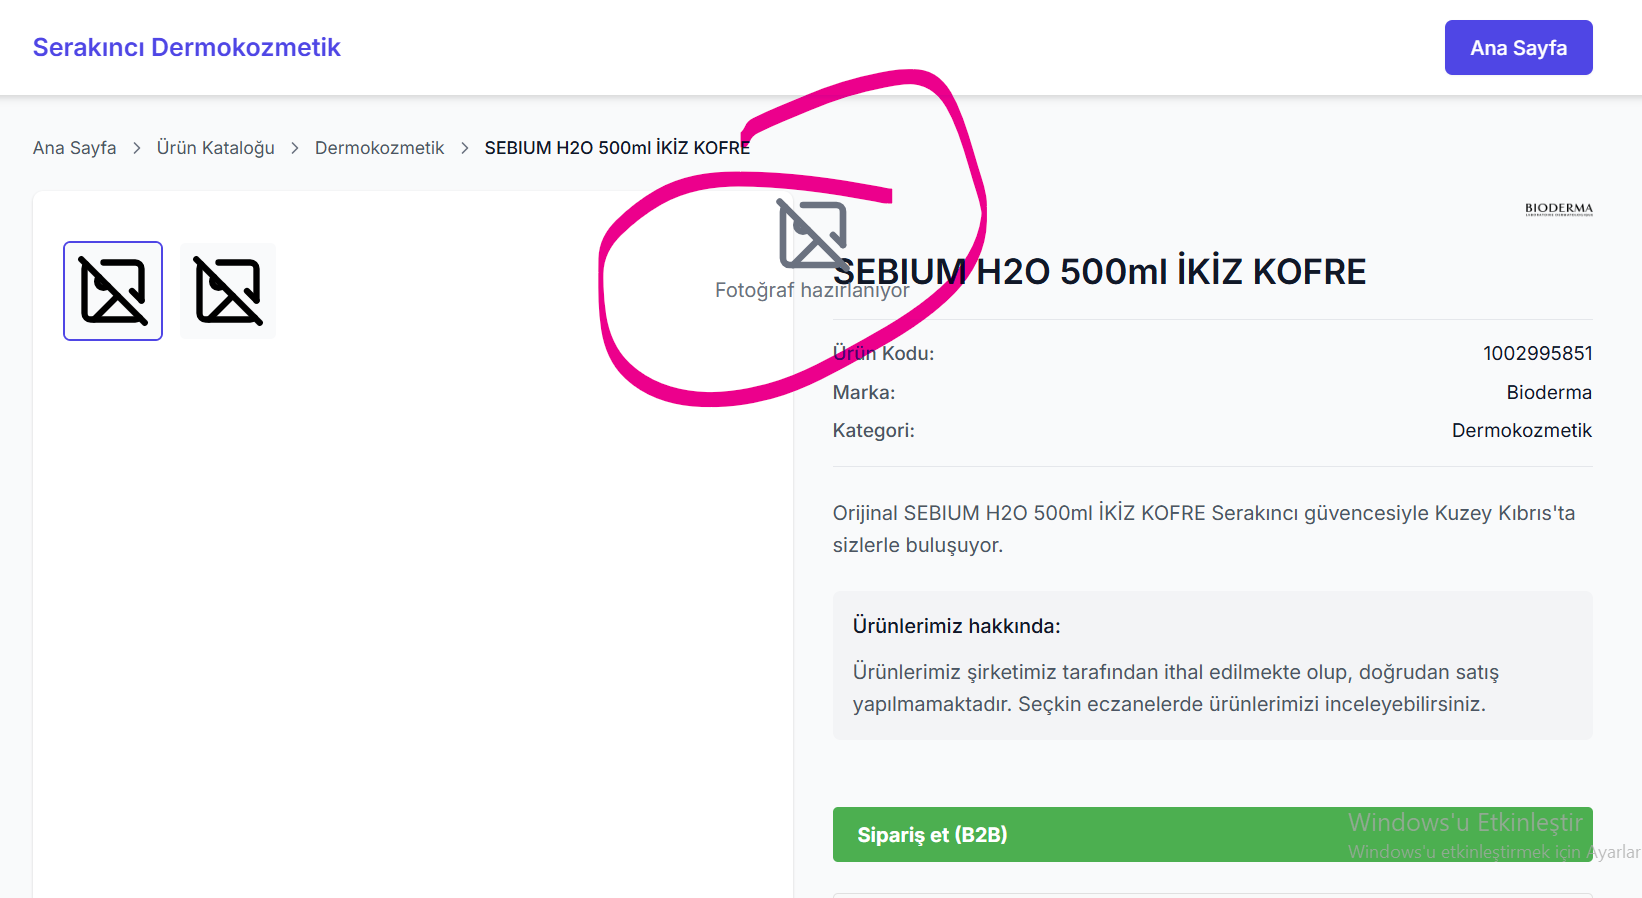 Serakıncı Dermokozmetik
Ana Sayfa
Ana Sayfa > Ürün Kataloğu > Dermokozmetik > SEBIUM H2O 500ml İKİZ KOFRE
BIODERMA
Fotoğraf hazırlanıyor
SEBIUM H2O 500ml İKİZ KOFRE
Ürün Kodu: 1002995851
Marka: Bioderma
Kategori: Dermokozmetik
Orijinal SEBIUM H2O 500ml İKİZ KOFRE Serakıncı güvencesiyle Kuzey Kıbrıs'ta
sizlerle buluşuyor.
Ürünlerimiz hakkında:
Ürünlerimiz şirketimiz tarafından ithal edilmekte olup, doğrudan satış
yapılmamaktadır. Seçkin eczanelerde ürünlerimizi inceleyebilirsiniz.
Sipariş et (B2B)
Windows'u Etkinleştir
Windows'u etkinleştirmek için Ayarlar